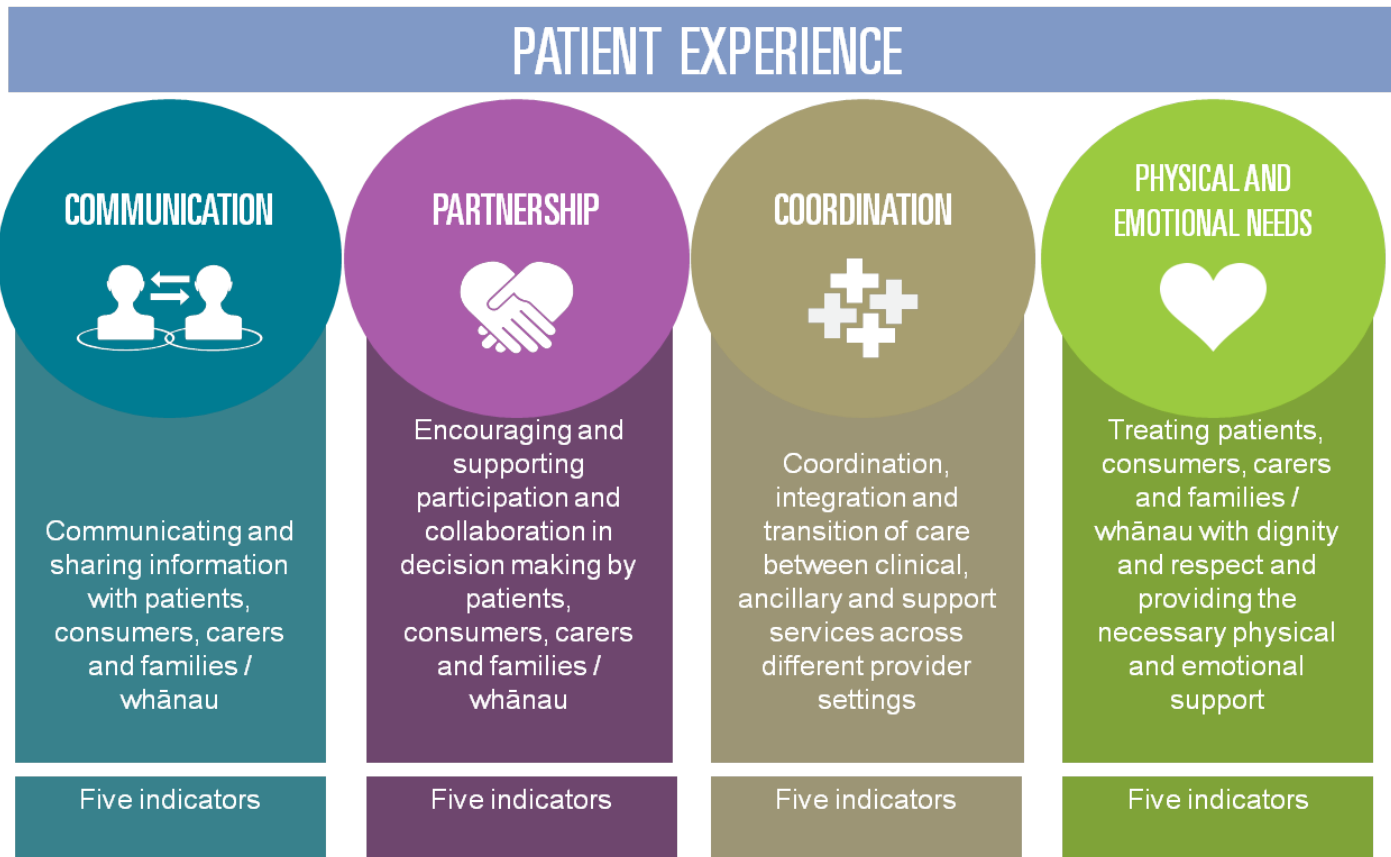 PATIENT EXPERIENCE
COMMUNICATION
Communicating and
sharing information
with patients,
consumers, carers
and families /
whānau
Five indicators
PARTNERSHIP
Encouraging and
supporting
participation and
collaboration in
decision making by
patients,
consumers, carers
and families /
whānau
Five indicators
COORDINATION
Coordination,
integration and
transition of care
between clinical,
ancillary and support
services across
different provider
settings
Five indicators
PHYSICAL AND
EMOTIONAL NEEDS
Treating patients,
consumers, carers
and families /
whānau with dignity
and respect and
providing the
necessary physical
and emotional
support
Five indicators